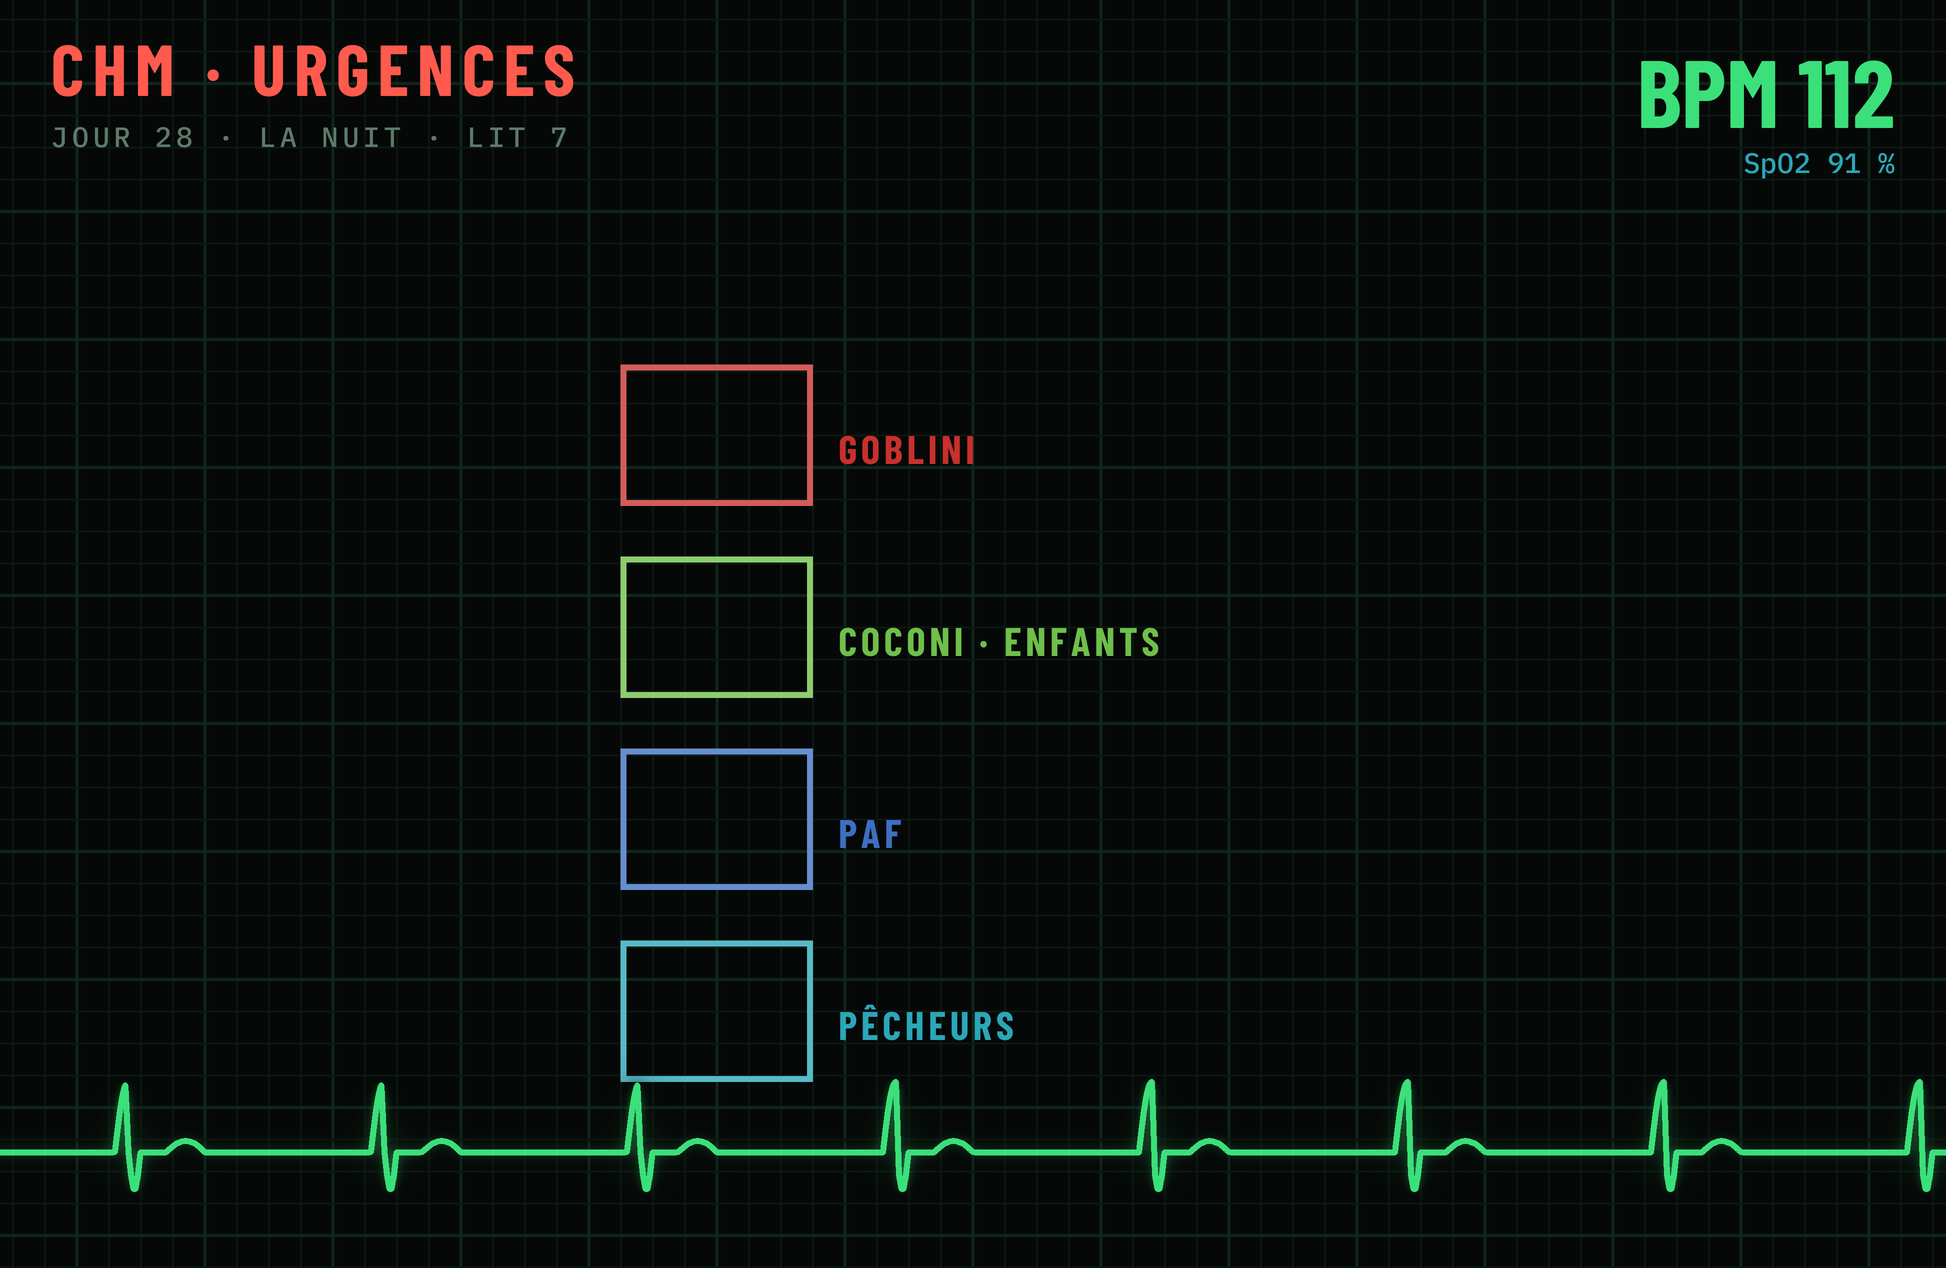 CHM · URGENCES
JOUR 28 · LA NUIT · LIT 7
BPM 112
SpO2 91 %
GOBLINI
COCONI · ENFANTS
PAF
PÊCHEURS